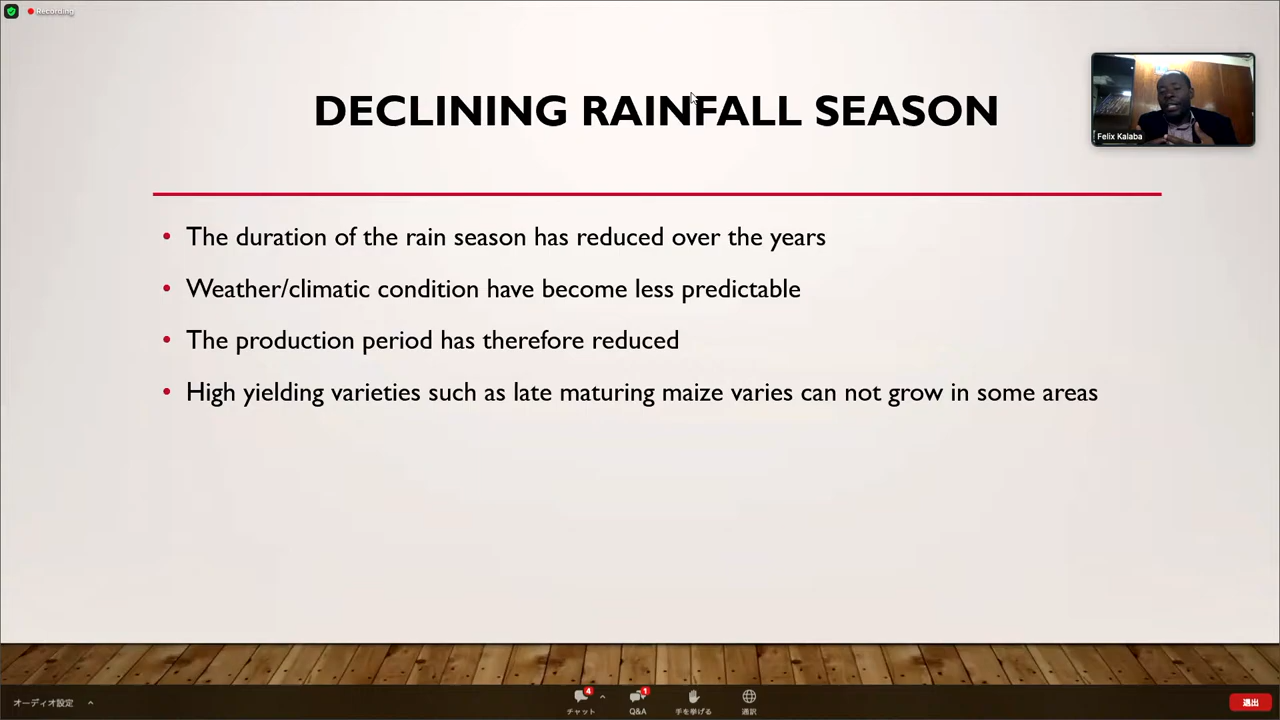 Recording
DECLINING RAINFALL SEASON
Felix Kalaba
• The duration of the rain season has reduced over the years
• Weather/climatic condition have become less predictable
• The production period has therefore reduced
• High yielding varieties such as late maturing maize varies can not grow in some areas
オーディオ設定
4
チャット
1
Q&A
手を挙げる
通訳
退出